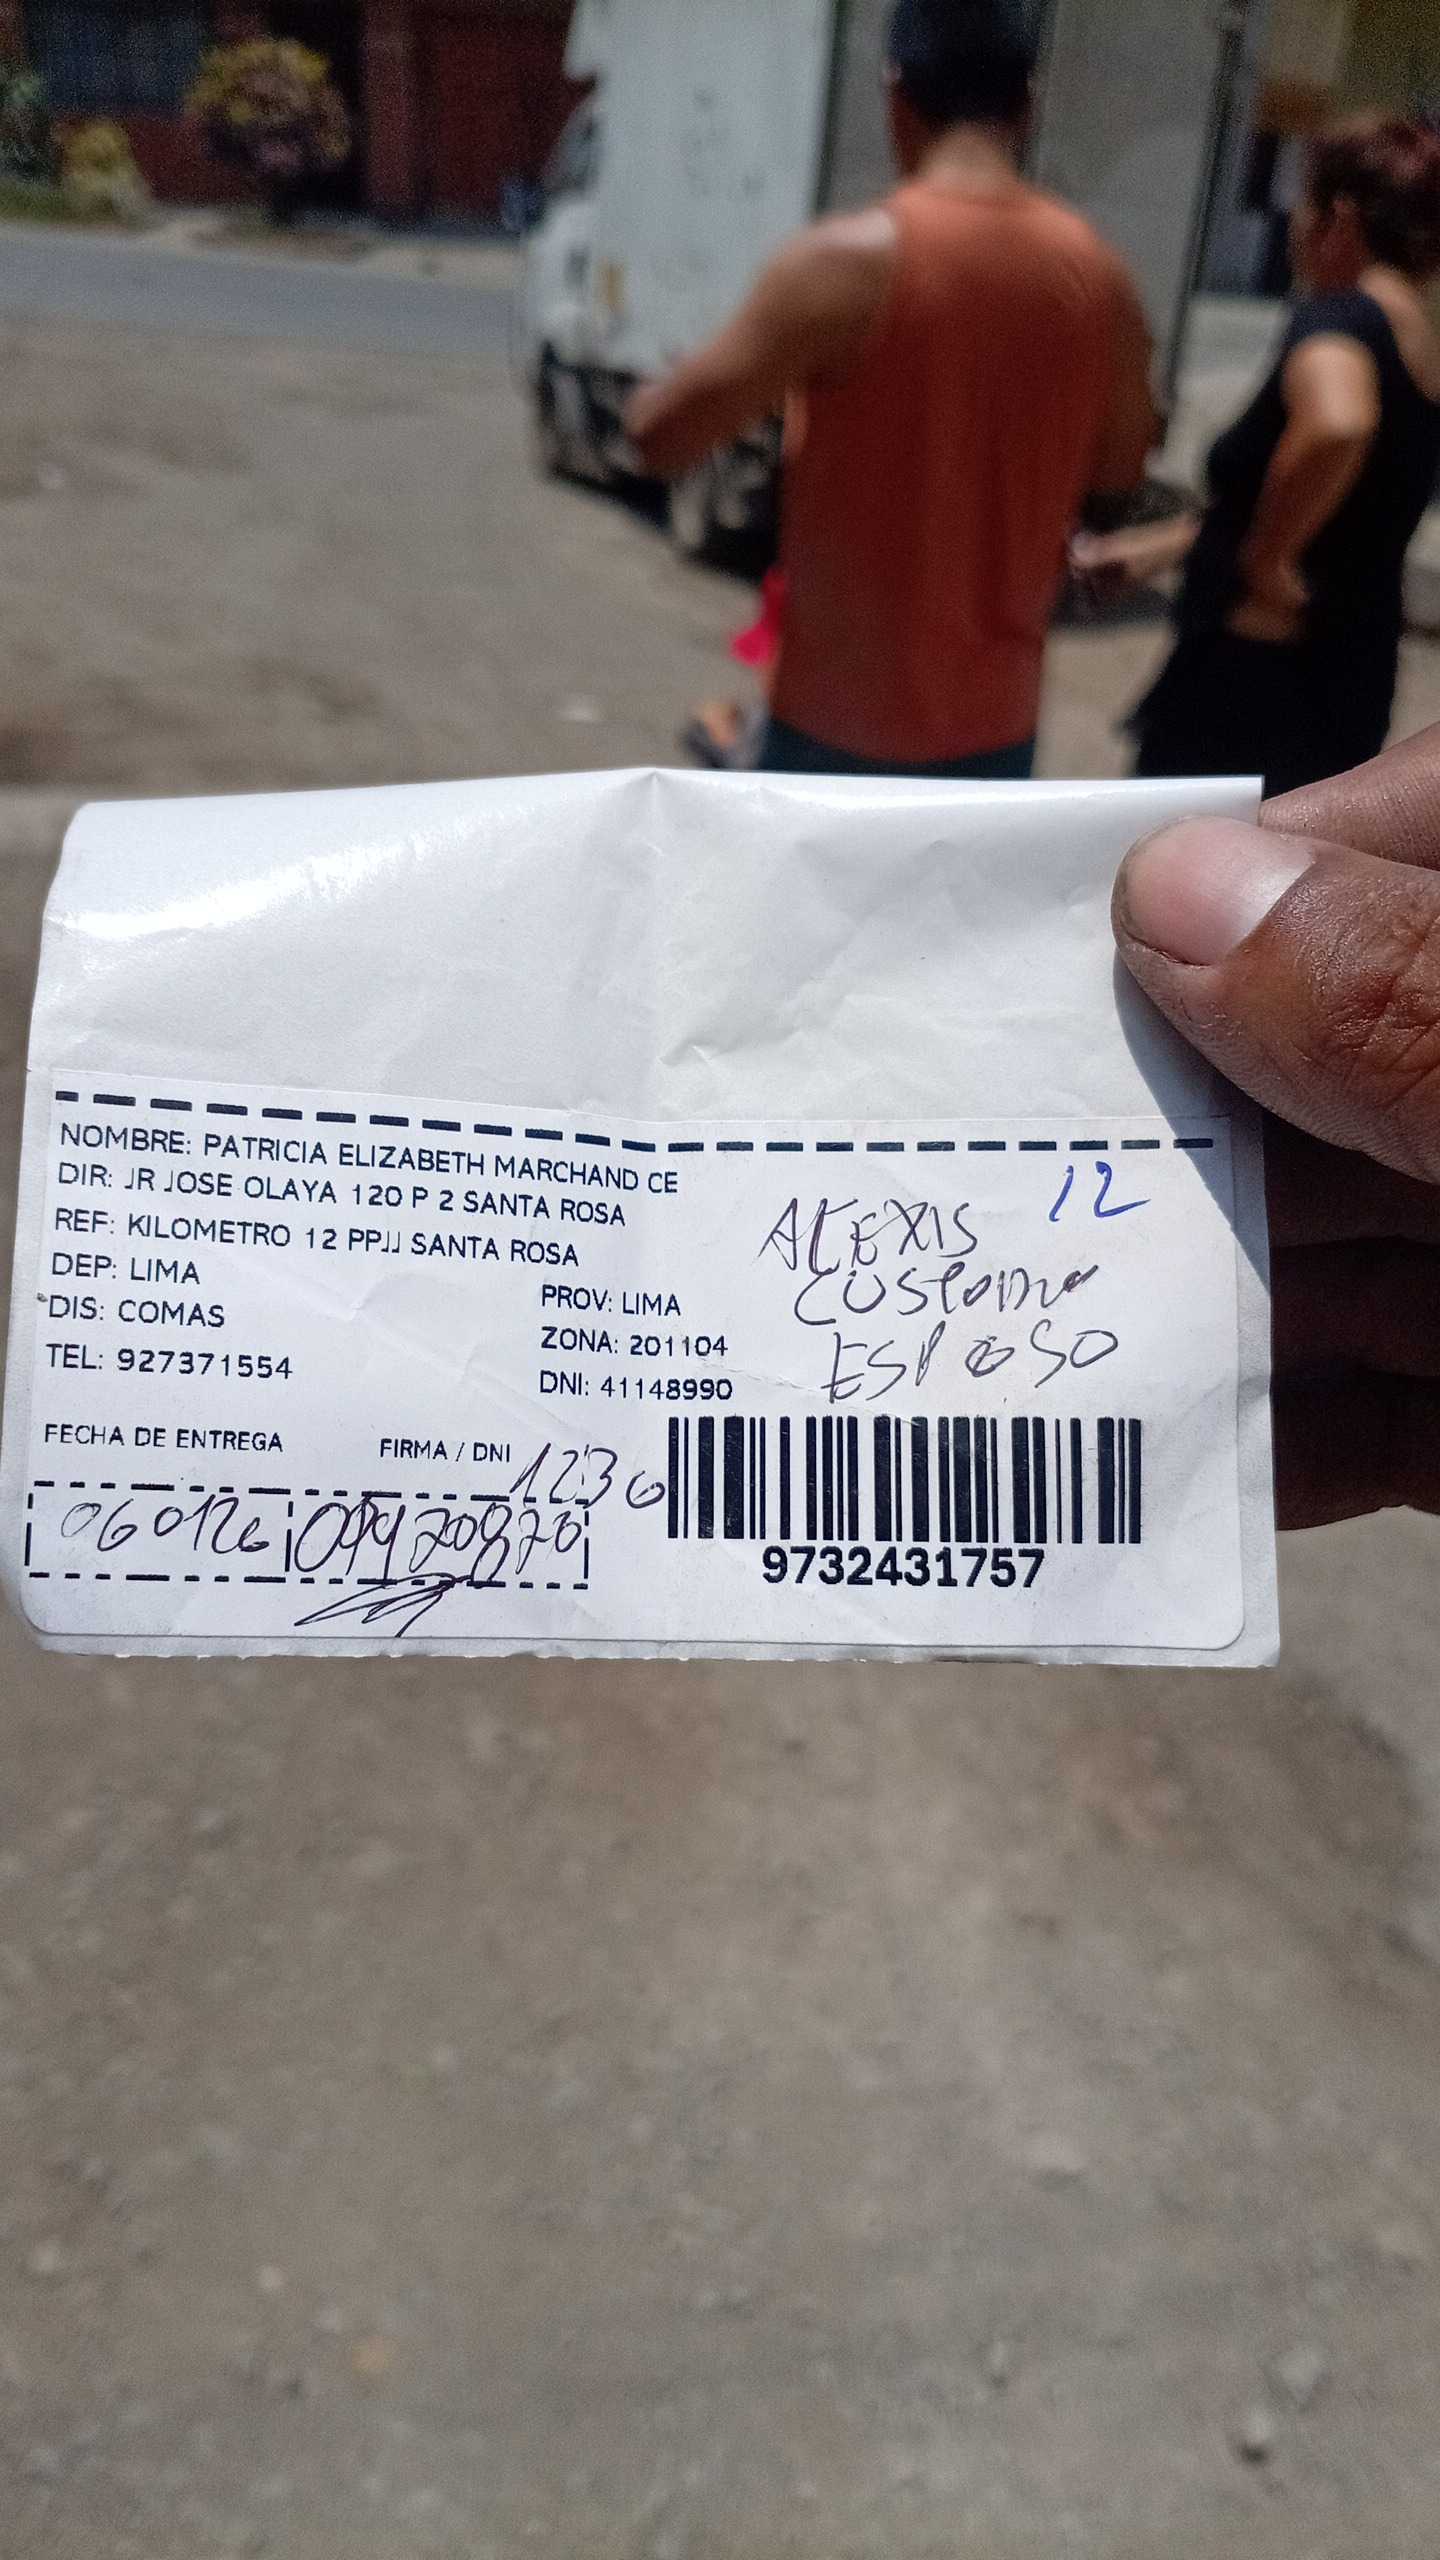 NOMBRE: PATRICIA ELIZABETH MARCHAND CE
DIR: JR JOSE OLAYA 120 P 2 SANTA ROSA
REF: KILOMETRO 12 PPJJ SANTA ROSA
DEP: LIMA
PROV: LIMA
DIS: COMAS
ZONA: 201104
TEL: 927371554
DNI: 41148990
12
ALEXIS
CUSTODIO
ESPOSO
FECHA DE ENTREGA
FIRMA / DNI
1230
060126
9732431757